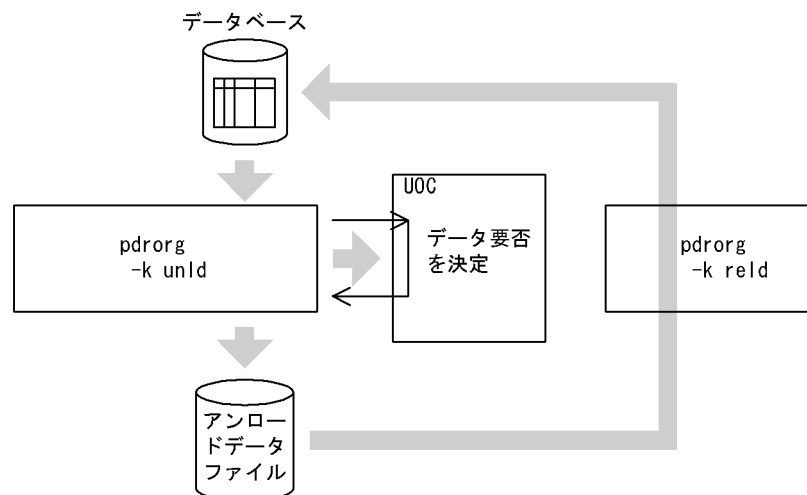 データベース
UOC
pdrorg
-k unld
データ要否
を決定
pdrorg
-k reld
アンロー
ドデータ
ファイル